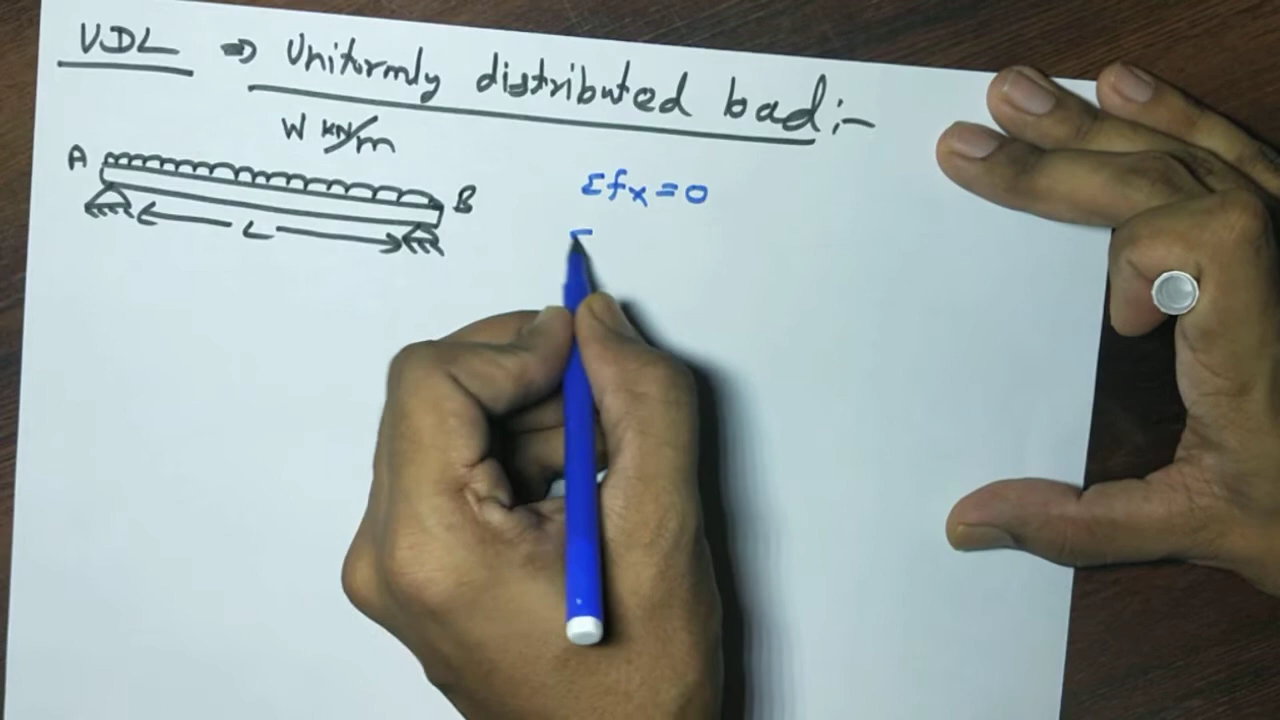 UDL ⇒ Uniformly distributed load :-
W KN/m
A
B
L
Σfx = 0